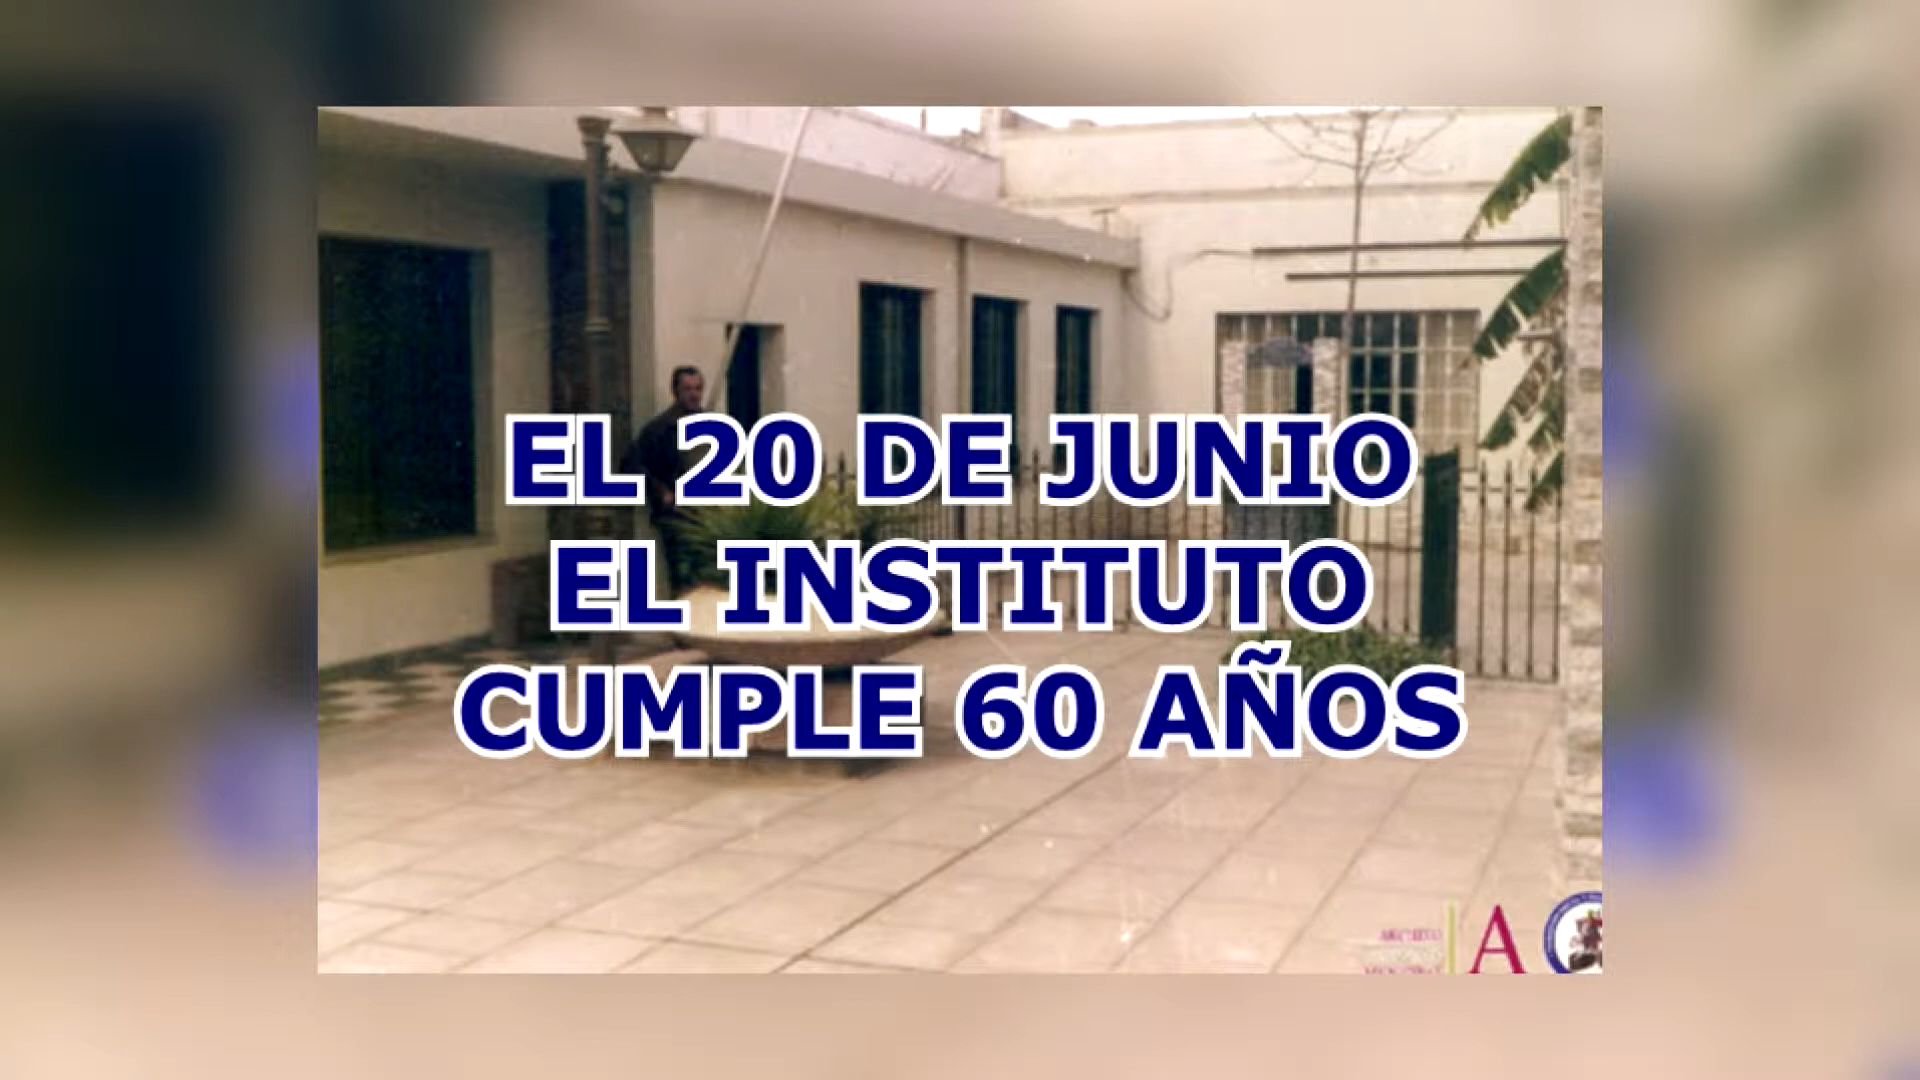 EL 20 DE JUNIO
EL INSTITUTO
CUMPLE 60 AÑOS
A